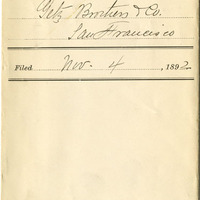 Getz Brothers & Co.
San Francisco
Filed Nov. 4, 1892